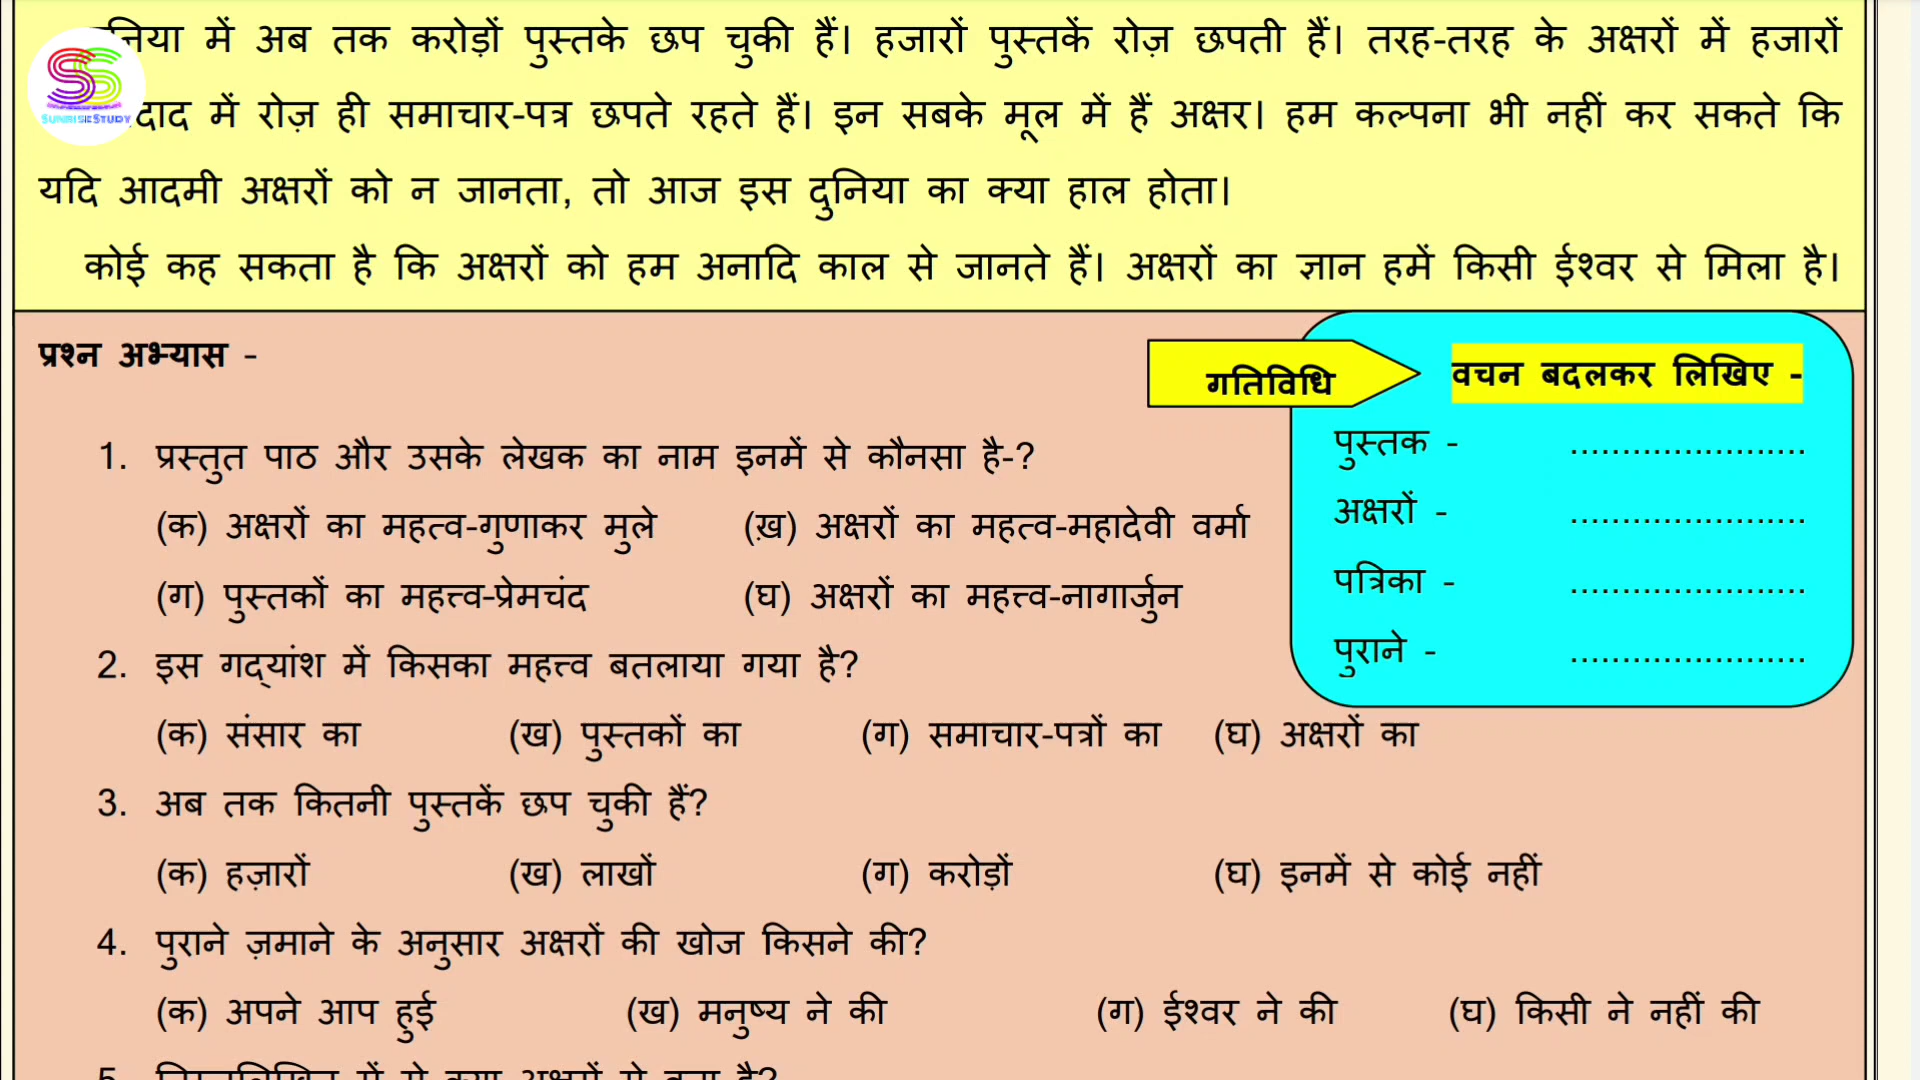 में अब तक करोड़ों पुस्तके छप चुकी हैं। हजारों पुस्तकें रोज़ छपती हैं। तरह-तरह के अक्षरों में हजारों
में रोज़ ही समाचार-पत्र छपते रहते हैं। इन सबके मूल में हैं अक्षर। हम कल्पना भी नहीं कर सकते कि
SUNRISESTUDY
यदि आदमी अक्षरों को न जानता, तो आज इस दुनिया का क्या हाल होता।
कोई कह सकता है कि अक्षरों को हम अनादि काल से जानते हैं। अक्षरों का ज्ञान हमें किसी ईश्वर से मिला है।
प्रश्न अभ्यास -
गतिविधि
वचन बदलकर लिखिए -
पुस्तक - .......................
अक्षरों - .......................
पत्रिका - .......................
पुराने - .......................
1. प्रस्तुत पाठ और उसके लेखक का नाम इनमें से कौनसा है-?
(क) अक्षरों का महत्व-गुणाकर मुले (ख़) अक्षरों का महत्व-महादेवी वर्मा
(ग) पुस्तकों का महत्त्व-प्रेमचंद (घ) अक्षरों का महत्त्व-नागार्जुन
2. इस गद्यांश में किसका महत्त्व बतलाया गया है?
(क) संसार का (ख) पुस्तकों का (ग) समाचार-पत्रों का (घ) अक्षरों का
3. अब तक कितनी पुस्तकें छप चुकी हैं?
(क) हज़ारों (ख) लाखों (ग) करोड़ों (घ) इनमें से कोई नहीं
4. पुराने ज़माने के अनुसार अक्षरों की खोज किसने की?
(क) अपने आप हुई (ख) मनुष्य ने की (ग) ईश्वर ने की (घ) किसी ने नहीं की